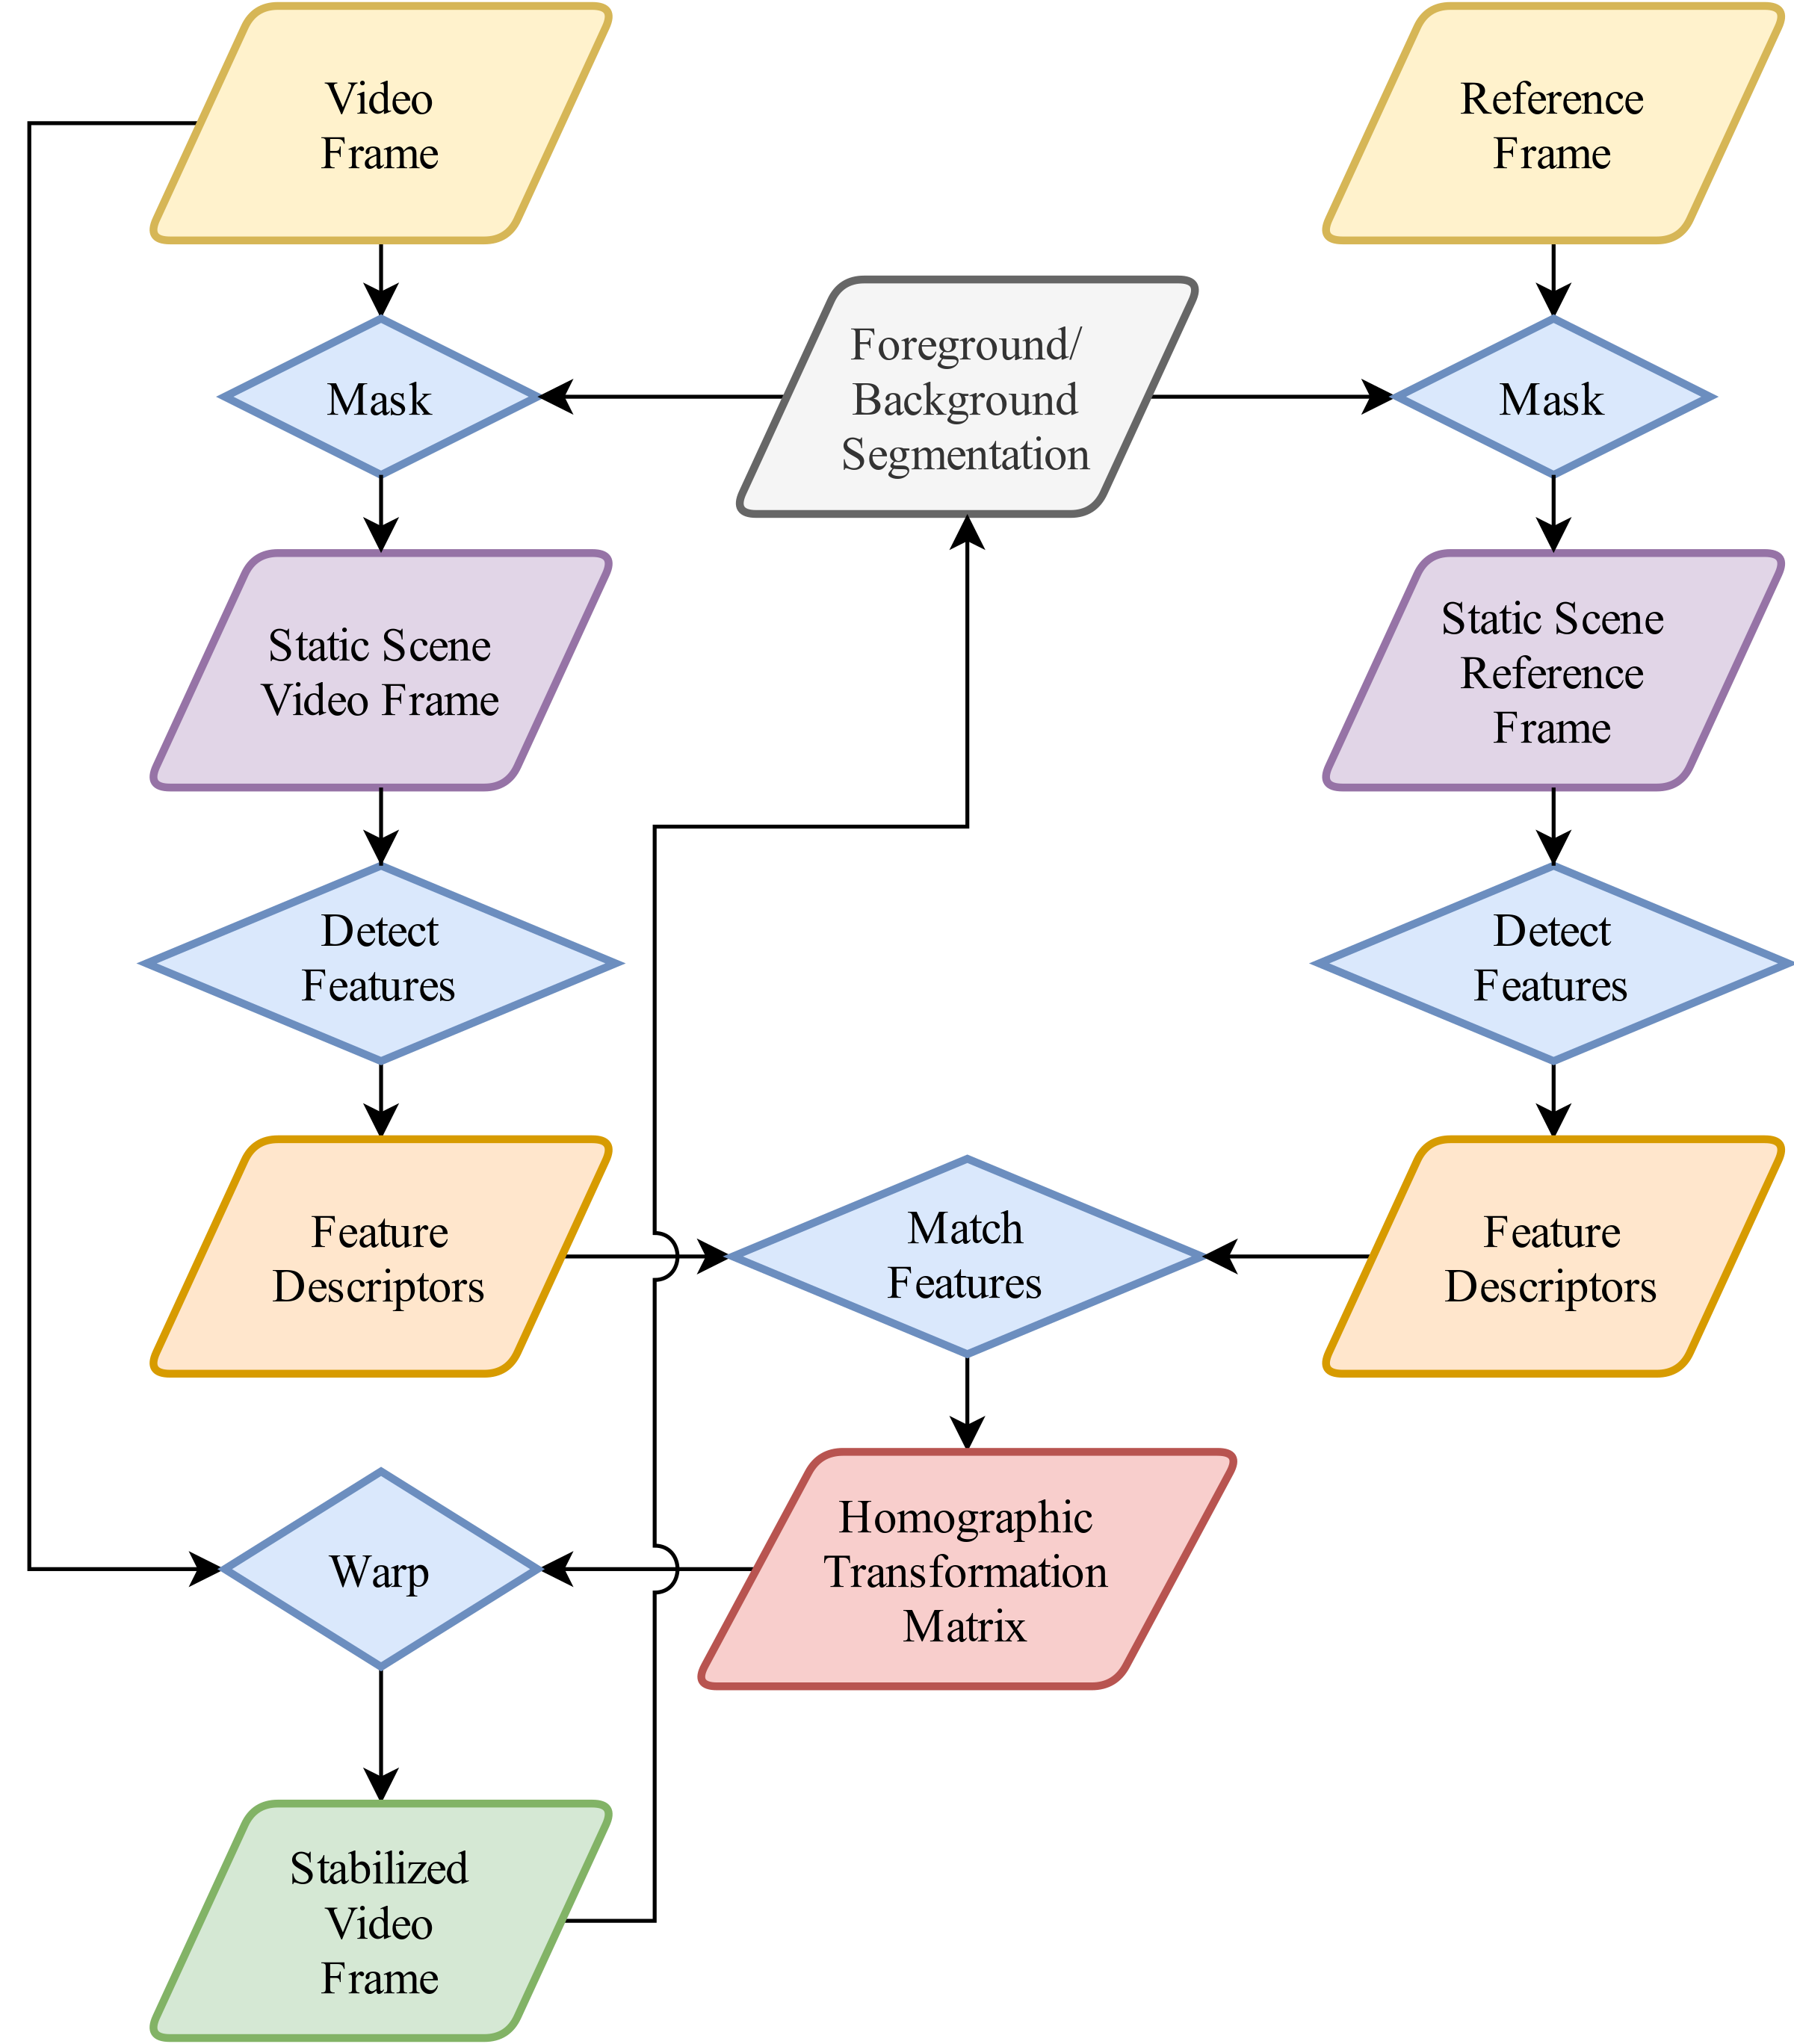 Video
Frame
Reference
Frame
Foreground/
Background
Segmentation
Mask
Mask
Static Scene
Video Frame
Static Scene
Reference
Frame
Detect
Features
Detect
Features
Feature
Descriptors
Match
Features
Feature
Descriptors
Warp
Homographic
Transformation
Matrix
Stabilized
Video
Frame